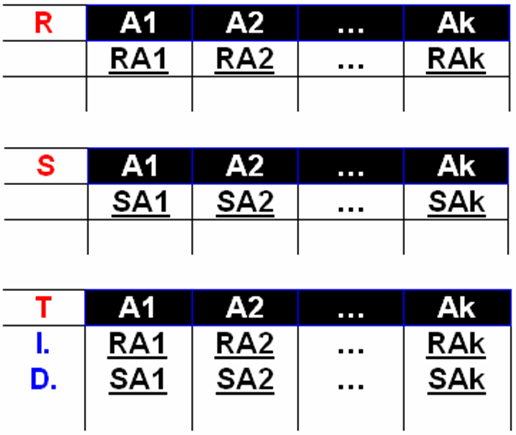 R A1 A2 ... Ak
RA1 RA2 ... RAk
S A1 A2 ... Ak
SA1 SA2 ... SAk
T A1 A2 ... Ak
I. RA1 RA2 ... RAk
D. SA1 SA2 ... SAk